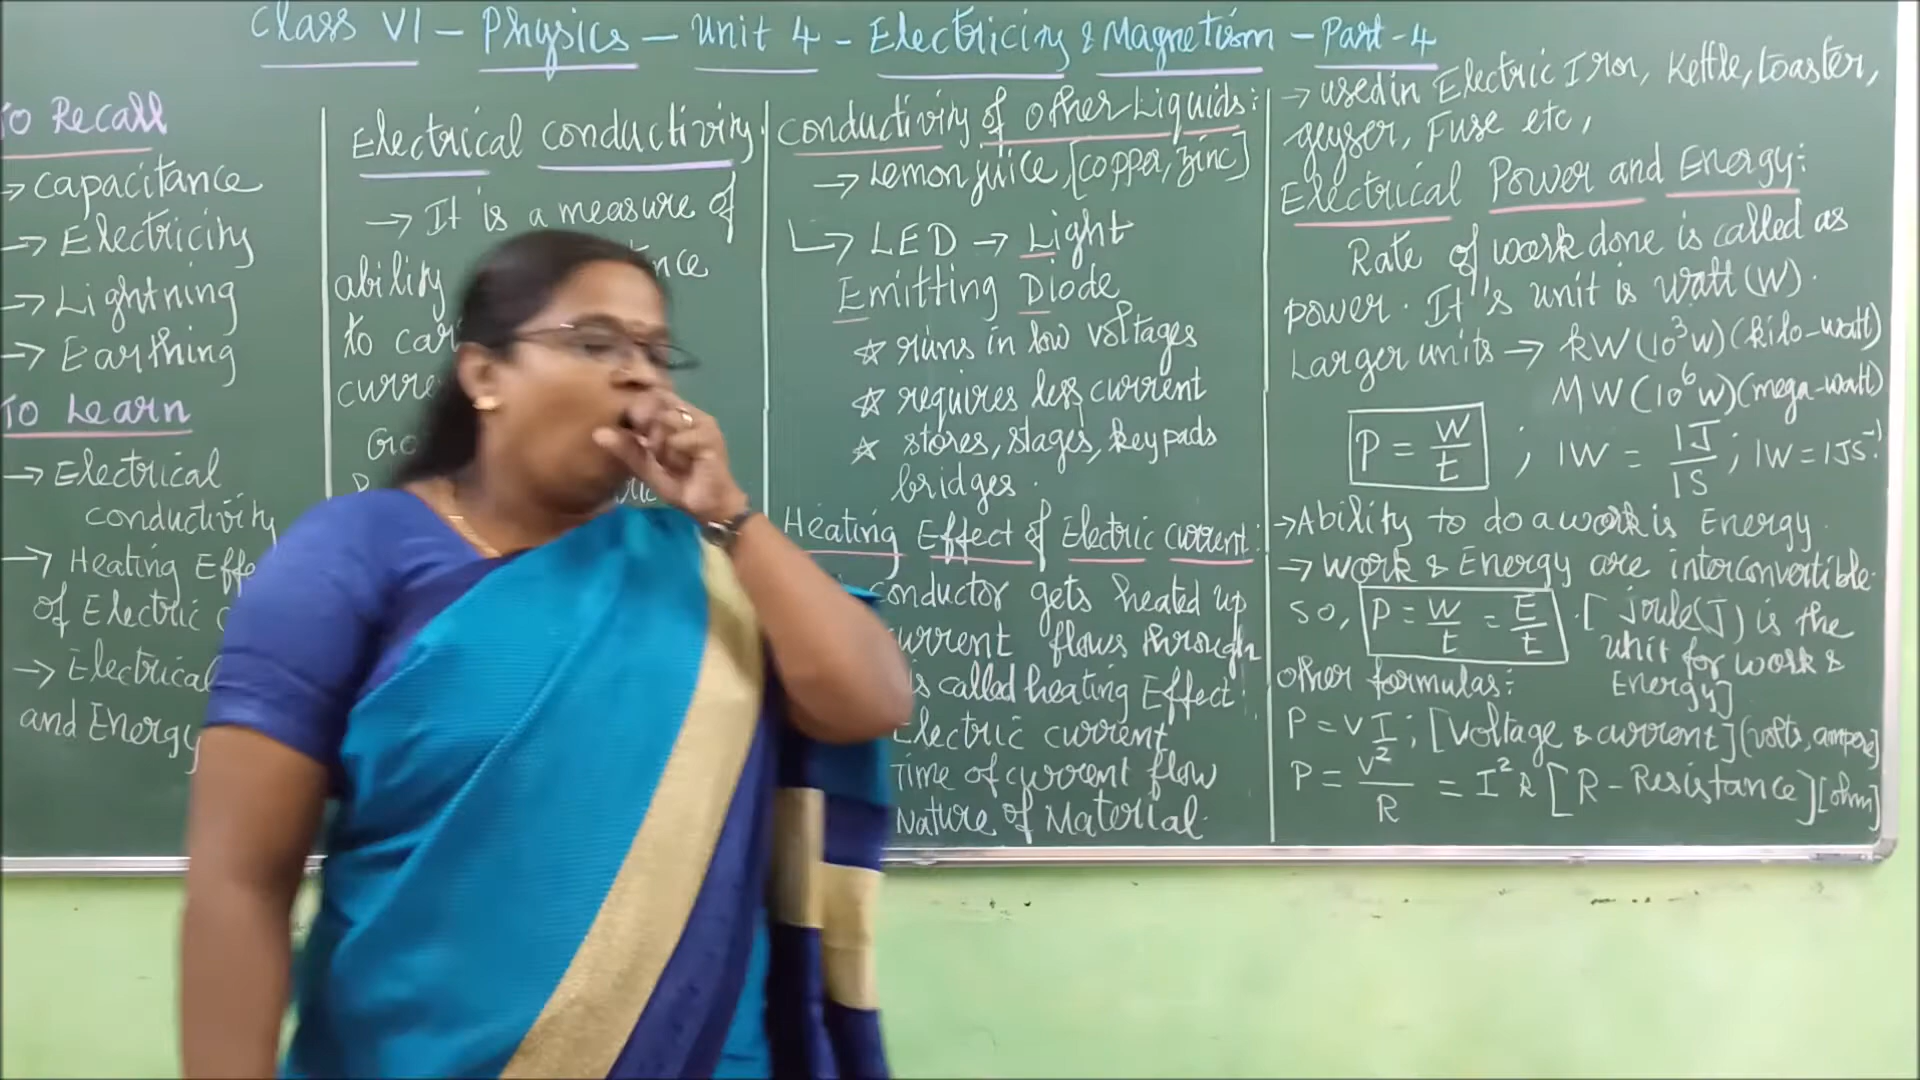 Class VI - Physics - Unit 4 - Electricity & Magnetism - Part-4
To Recall
→ capacitance
→ Electricity
→ Lightning
→ Earthing
To Learn
→ Electrical
conductivity
→ Heating Effe
of Electric
→ Electrical
and Energy
Electrical conductivity.
→ It is a measure of
ability
to car
curre
conductivity of other Liquids:
→ Lemon juice, [copper, zinc]
↳ LED → Light
Emitting Diode
☆ runs in low voltages
☆ requires less current
☆ stores, stages, key pads
bridges.
Heating Effect of Electric current:
conductor gets heated up
current flows through
is called heating Effect
Electric current
Time of current flow
Nature of Material.
→ used in Electric Iron, Kettle, toaster,
geyser, Fuse etc,
Electrical Power and Energy:
Rate of work done is called as
power. It's unit is watt (W).
Larger units → kW (10³w) (kilo-watt)
MW (10⁶w) (mega-watt)
P = W/t ; 1W = 1J/1S ; 1W = 1JS⁻¹.
→ Ability to do a work is Energy.
→ work & Energy are interconvertible.
so, P = W/t = E/t . [joule(J) is the
unit for work &
Energy]
other formulas:
P = VI ; [voltage & current] (volts, ampere]
P = V²/R = I²R [R - Resistance] [ohm]